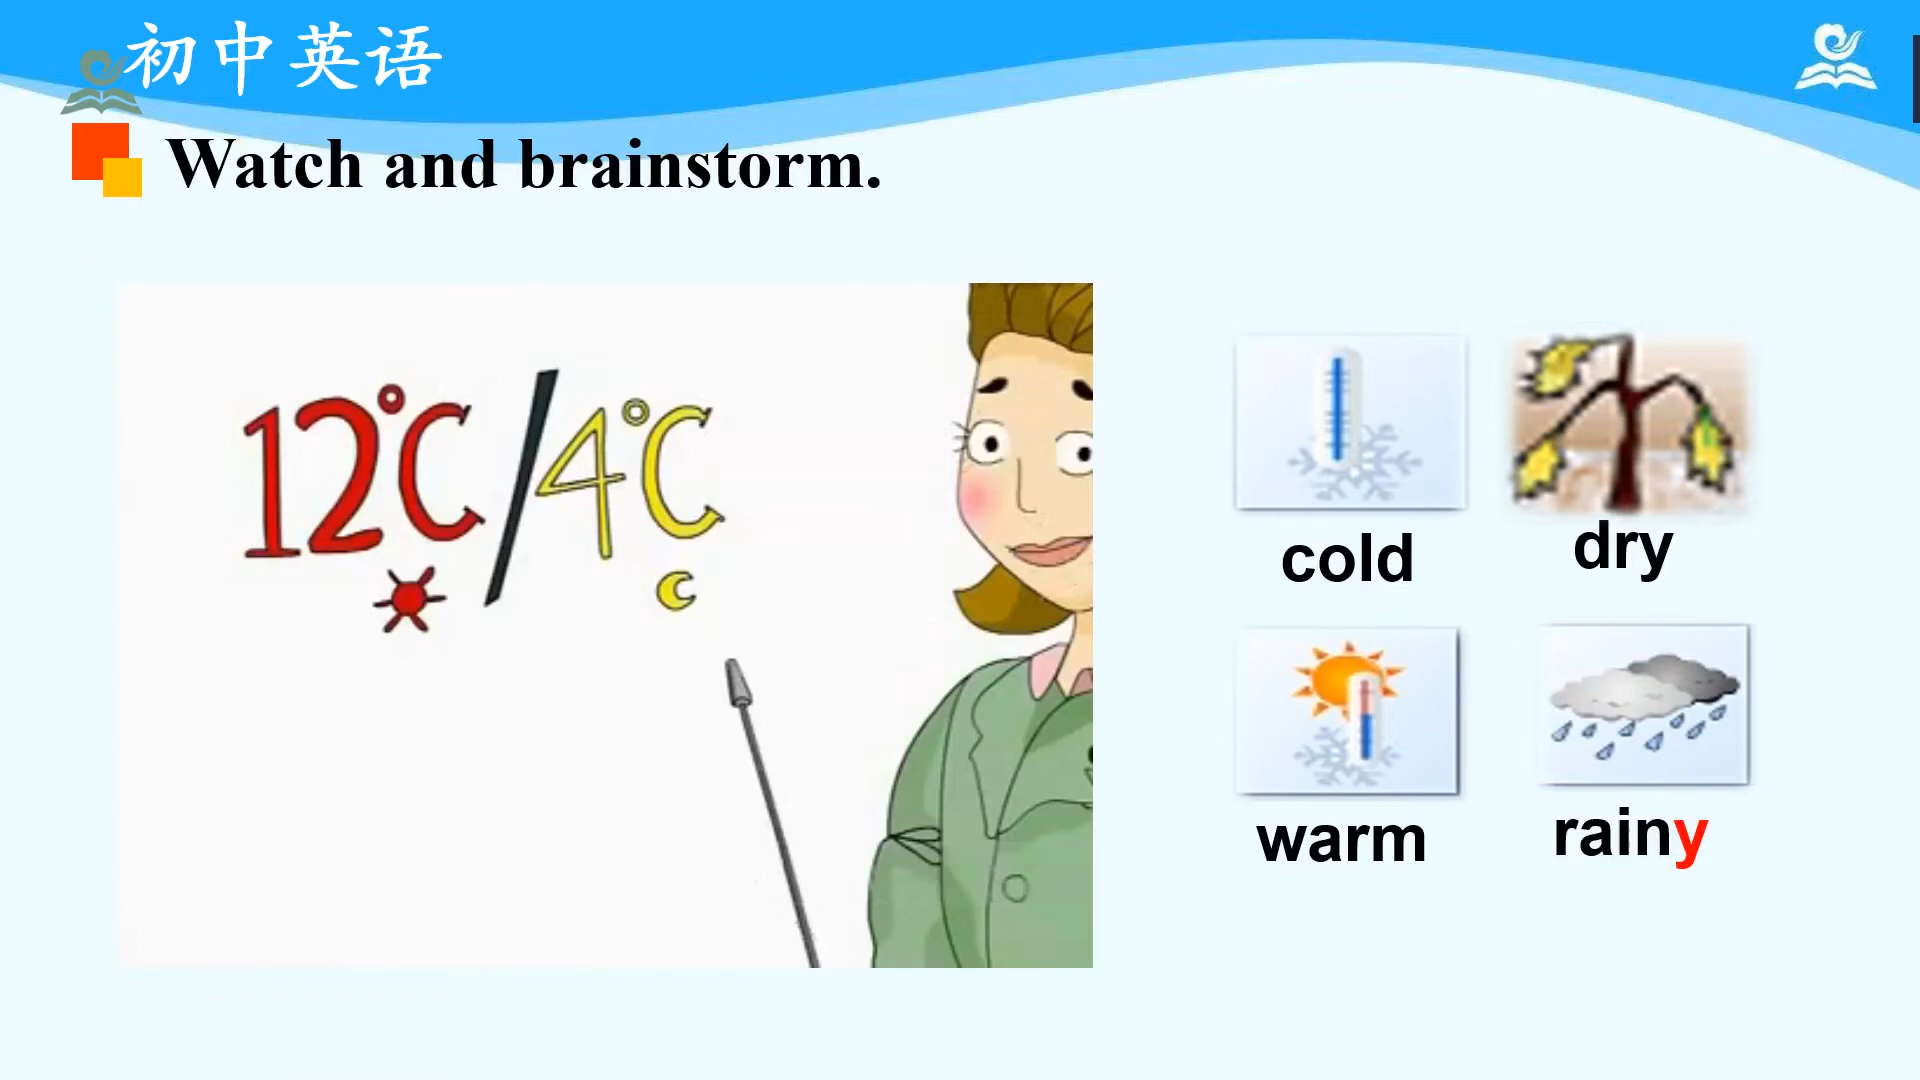 初中英语
Watch and brainstorm.
12℃/4℃
cold
dry
warm
rainy